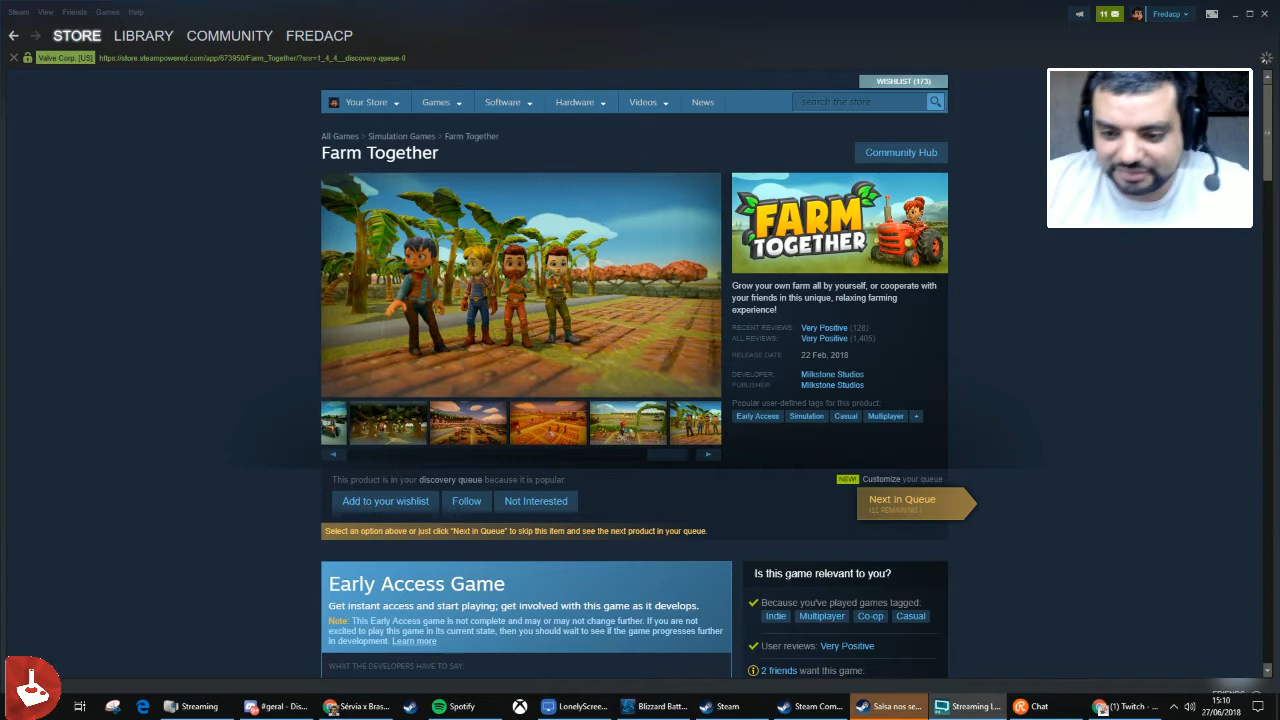 Steam View Friends Games Help
11
Fredacp
STORE LIBRARY COMMUNITY FREDACP
Valve Corp. [US] https://store.steampowered.com/app/673950/Farm_Together/?snr=1_4_4__discovery-queue-0
WISHLIST (173)
Your Store Games Software Hardware Videos News search the store
All Games > Simulation Games > Farm Together
Farm Together
Community Hub
FARM
TOGETHER
Grow your own farm all by yourself, or cooperate with
your friends in this unique, relaxing farming
experience!
RECENT REVIEWS: Very Positive (128)
ALL REVIEWS: Very Positive (1,405)
RELEASE DATE: 22 Feb, 2018
DEVELOPER: Milkstone Studios
PUBLISHER: Milkstone Studios
Popular user-defined tags for this product:
Early Access Simulation Casual Multiplayer +
This product is in your discovery queue because it is popular
NEW! Customize your queue
Add to your wishlist Follow Not Interested
Next in Queue
(11 REMAINING )
Select an option above or just click "Next in Queue" to skip this item and see the next product in your queue.
Early Access Game
Get instant access and start playing; get involved with this game as it develops.
Note: This Early Access game is not complete and may or may not change further. If you are
not excited to play this game in its current state, then you should wait to see if the game progresses further
in development. Learn more
WHAT THE DEVELOPERS HAVE TO SAY:
Is this game relevant to you?
Because you've played games tagged:
Indie Multiplayer Co-op Casual
User reviews: Very Positive
2 friends want this game:
Streaming #geral - Dis... Sérvia x Bras... Spotify LonelyScree... Blizzard Batt... Steam Steam Com... Salsa nos se... Streaming L... Chat (1) Twitch - ...
15:10
27/06/2018